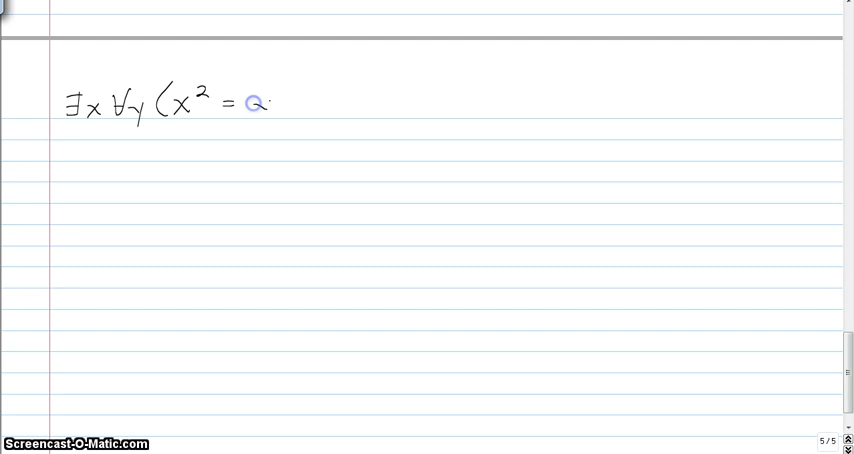 ∃x ∀y (x² =
5/5
Screencast-O-Matic.com